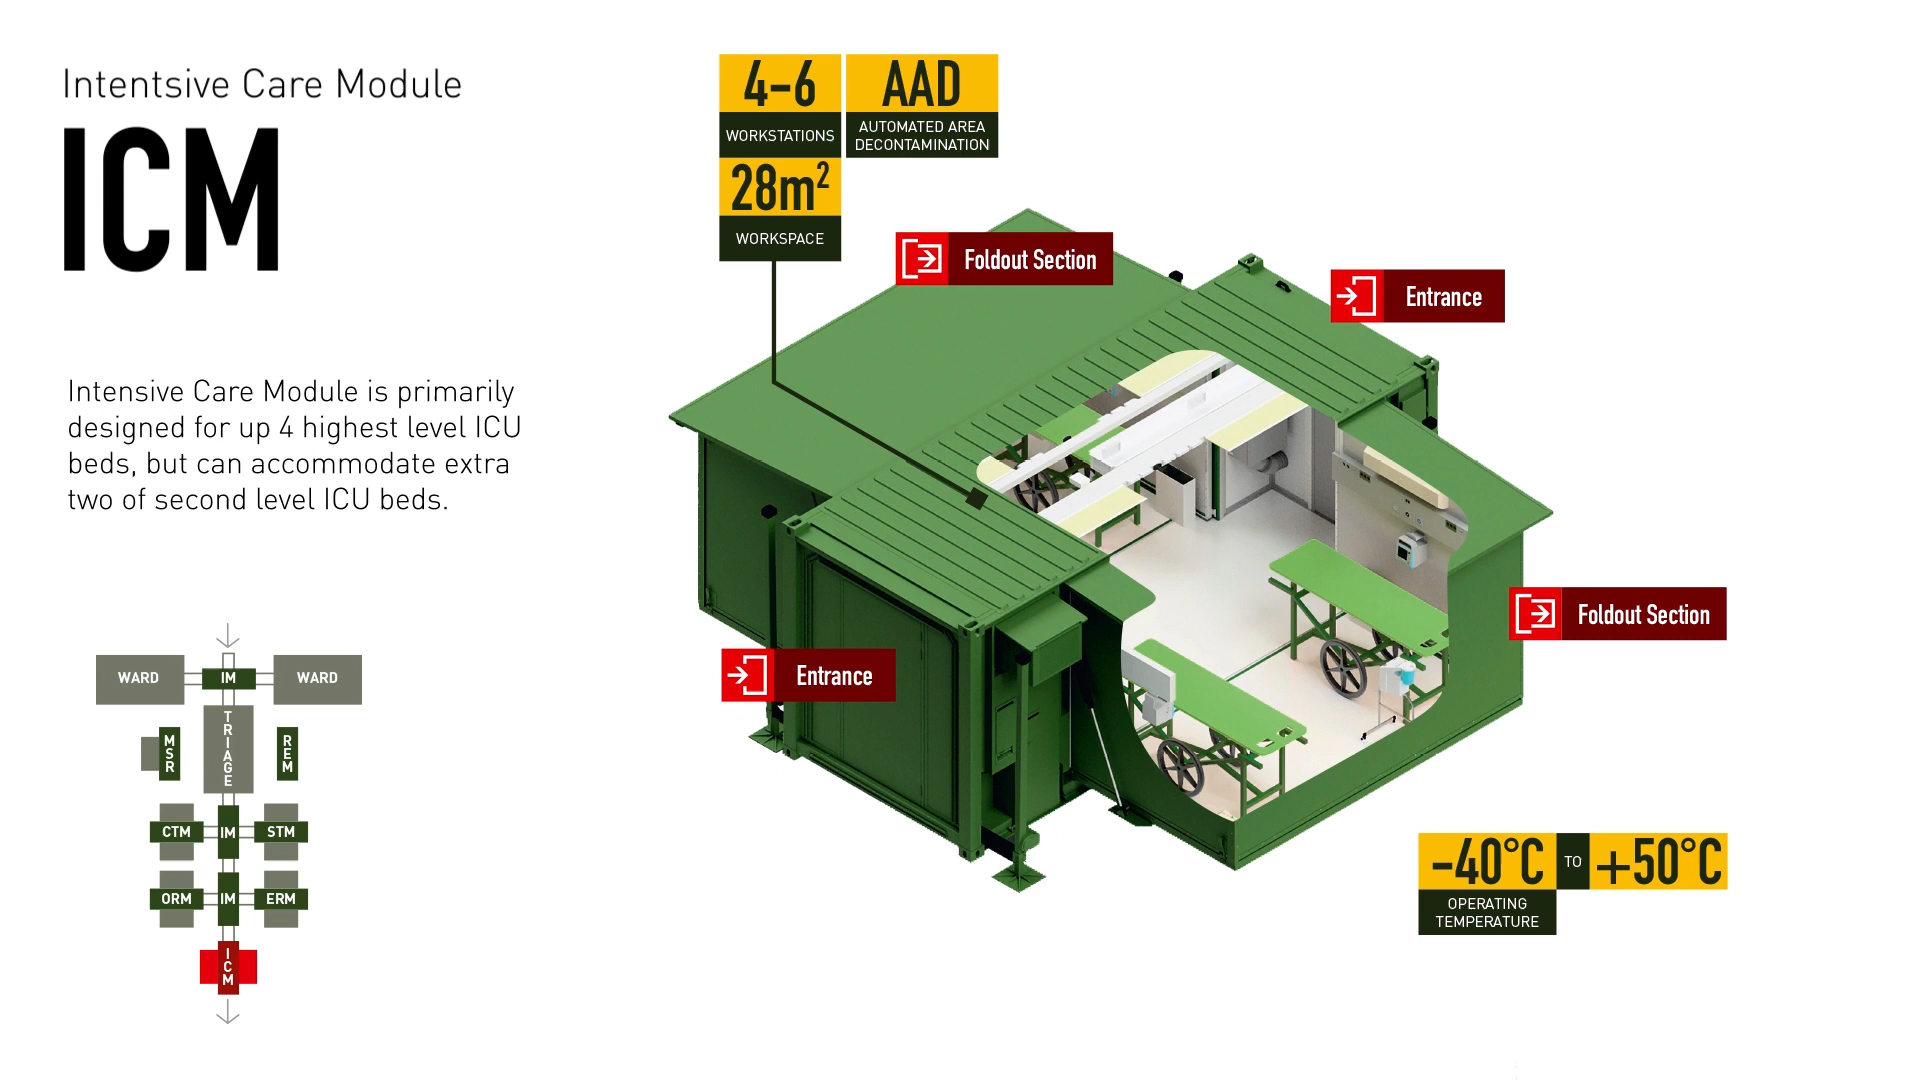 Intentsive Care Module
ICM
Intensive Care Module is primarily
designed for up 4 highest level ICU
beds, but can accommodate extra
two of second level ICU beds.
4-6
WORKSTATIONS
AAD
AUTOMATED AREA
DECONTAMINATION
28m²
WORKSPACE
Foldout Section
Entrance
Foldout Section
Entrance
-40°C TO +50°C
OPERATING
TEMPERATURE
WARD IM WARD
TRIAGE
MSR
REM
CTM IM STM
ORM IM ERM
ICM